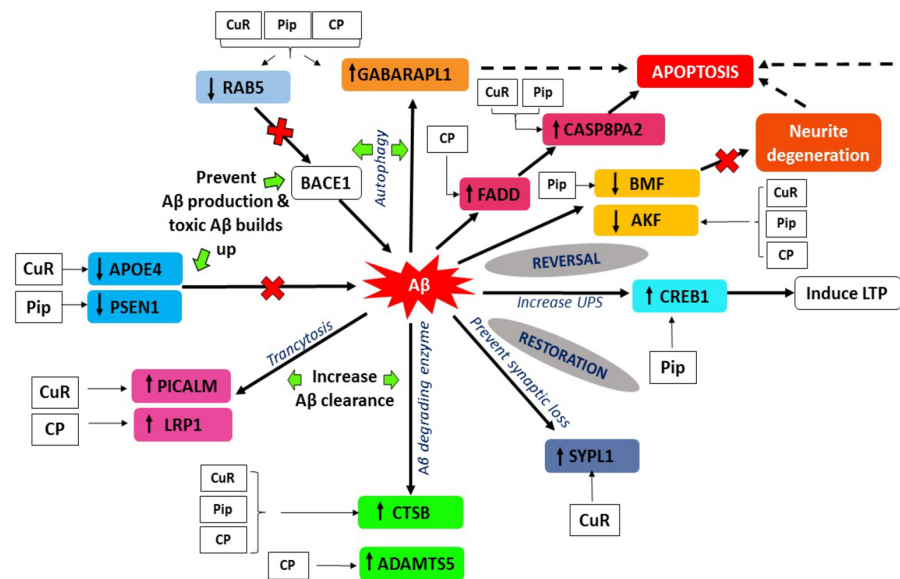 CuR Pip CP
↓ RAB5
↑ GABARAPL1
APOPTOSIS
CuR Pip
↑ CASP8PA2
Neurite
degeneration
CP
↑ FADD
Autophagy
BACE1
Prevent
Aβ production &
toxic Aβ builds
up
Pip
↓ BMF
↓ AKF
CuR
Pip
CP
CuR
↓ APOE4
Pip
↓ PSEN1
Aβ
REVERSAL
Increase UPS
↑ CREB1
Induce LTP
RESTORATION
Pip
Trancytosis
Increase
Aβ clearance
Aß degrading enzyme
Prevent synaptic loss
CuR
↑ PICALM
CP
↑ LRP1
↑ SYPL1
CuR
CuR
Pip
CP
↑ CTSB
CP
↑ ADAMTS5